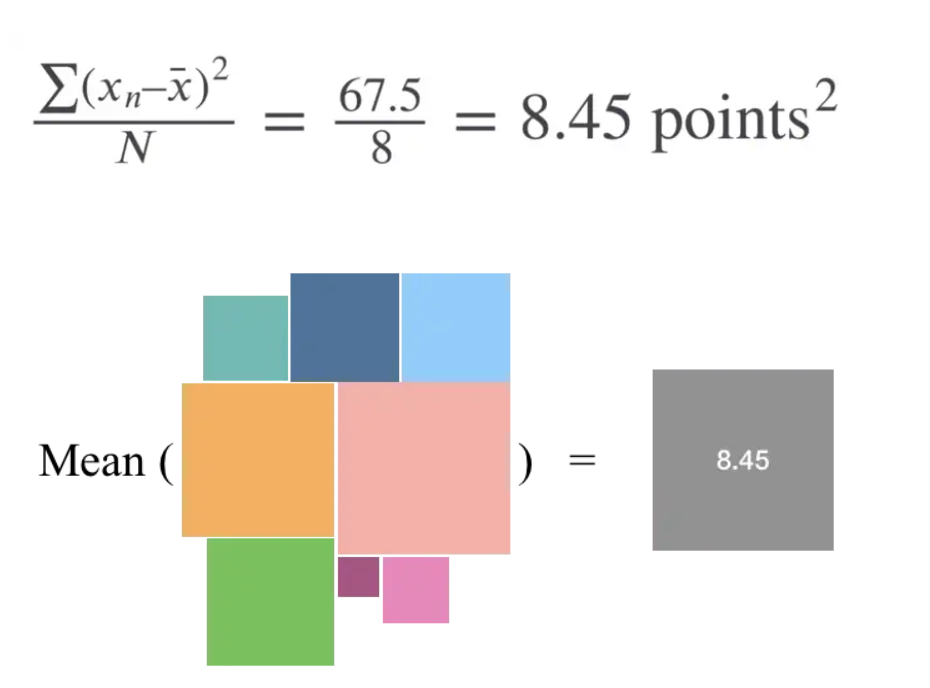 ∑(xₙ–x̄)² / N = 67.5 / 8 = 8.45 points²
Mean ( ) = 8.45